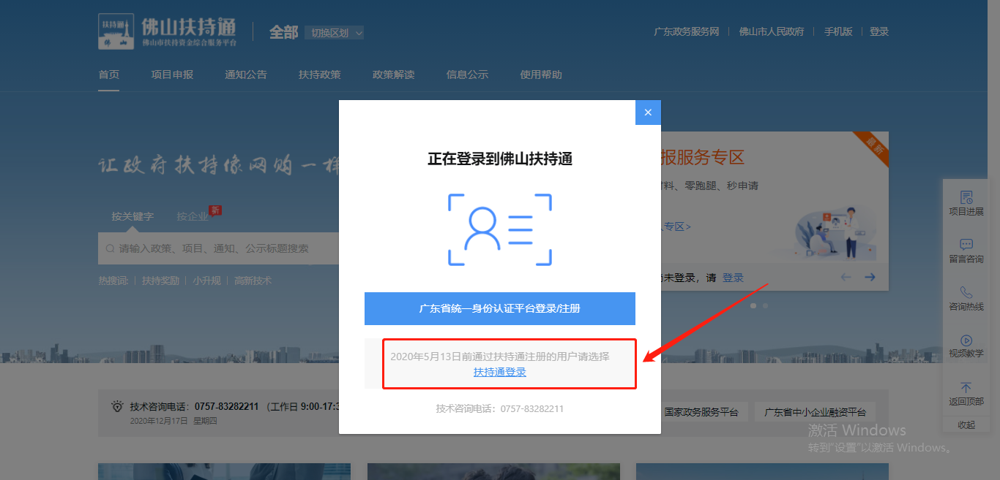 扶持通
佛山
佛山扶持通
佛山市扶持资金综合服务平台
全部 切换区划
广东政务服务网 佛山市人民政府 手机版 登录
首页 项目申报 通知公告 扶持政策 政策解读 信息公示 使用帮助
×
正在登录到佛山扶持通
让政府扶持像网购一样
报服务专区
最新
料、零跑腿、秒申请
按关键字 按企业 新
专区>
请输入政策、项目、通知、公示标题搜索
热搜词: 扶持奖励 小升规 高新技术
尚未登录，请 登录
广东省统一身份认证平台登录/注册
2020年5月13日前通过扶持通注册的用户请选择
扶持通登录
技术咨询电话：0757-83282211
项目进展
留言咨询
咨询热线
视频教学
返回顶部
收起
技术咨询电话：0757-83282211 （工作日 9:00-17:3
2020年12月17日 星期四
国家政务服务平台 广东省中小企业融资平台
激活 Windows
转到"设置"以激活 Windows。